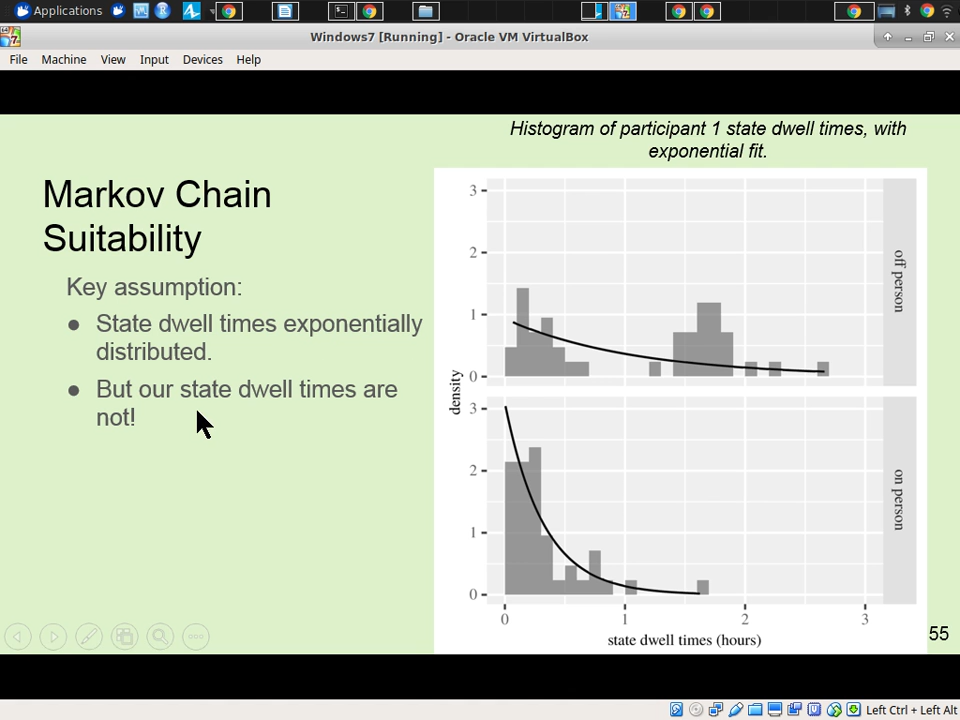 Applications
Windows7 [Running] - Oracle VM VirtualBox
File Machine View Input Devices Help
Histogram of participant 1 state dwell times, with
exponential fit.
Markov Chain
Suitability
Key assumption:
● State dwell times exponentially
distributed.
● But our state dwell times are
not!
3
2
1
0
off person
density
3
2
1
0
on person
0 1 2 3
state dwell times (hours)
55
Left Ctrl + Left Alt